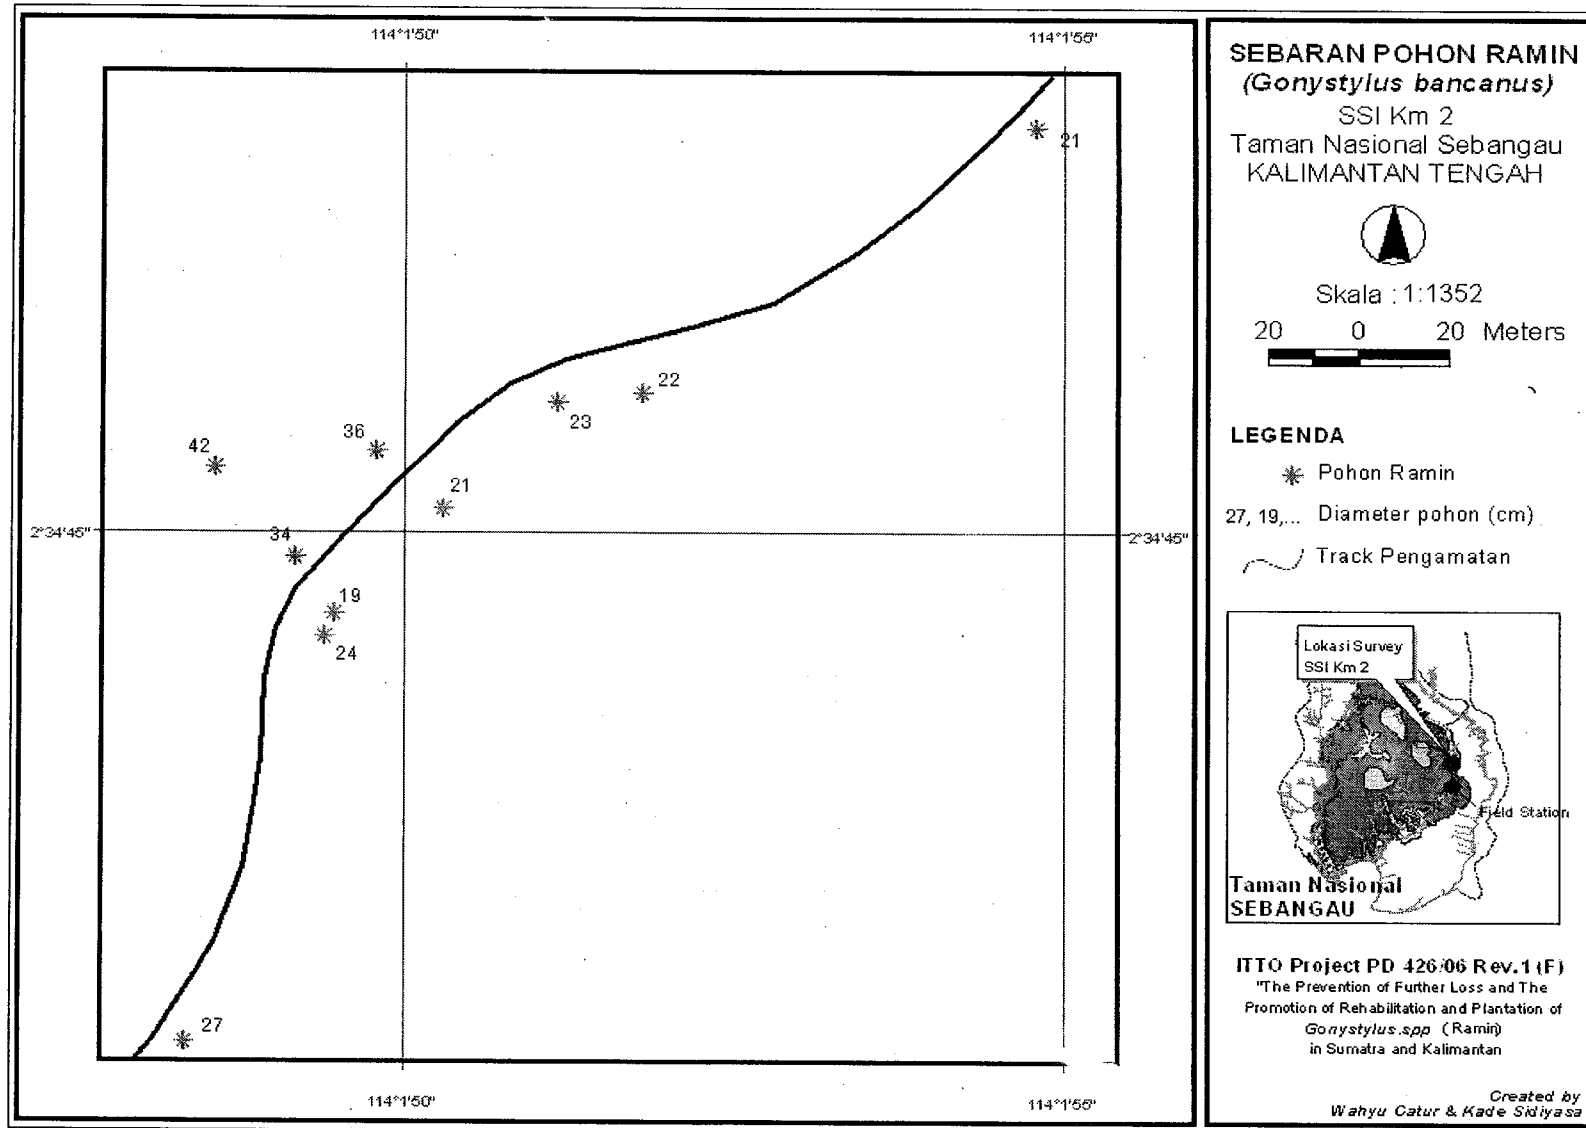 114°1'50"
114°1'55"
21
22
23
36
42
21
2°34'45"
2°34'45"
34
19
24
27
114°1'50"
114°1'55"
SEBARAN POHON RAMIN
(Gonystylus bancanus)
SSI Km 2
Taman Nasional Sebangau
KALIMANTAN TENGAH
Skala : 1:1352
20 0 20 Meters
LEGENDA
Pohon Ramin
27, 19,... Diameter pohon (cm)
Track Pengamatan
Lokasi Survey
SSI Km 2
Field Station
Taman Nasional
SEBANGAU
ITTO Project PD 426/06 Rev.1 (F)
"The Prevention of Further Loss and The
Promotion of Rehabilitation and Plantation of
Gonystylus.spp (Ramin)
in Sumatra and Kalimantan
Created by
Wahyu Catur & Kade Sidiyasa